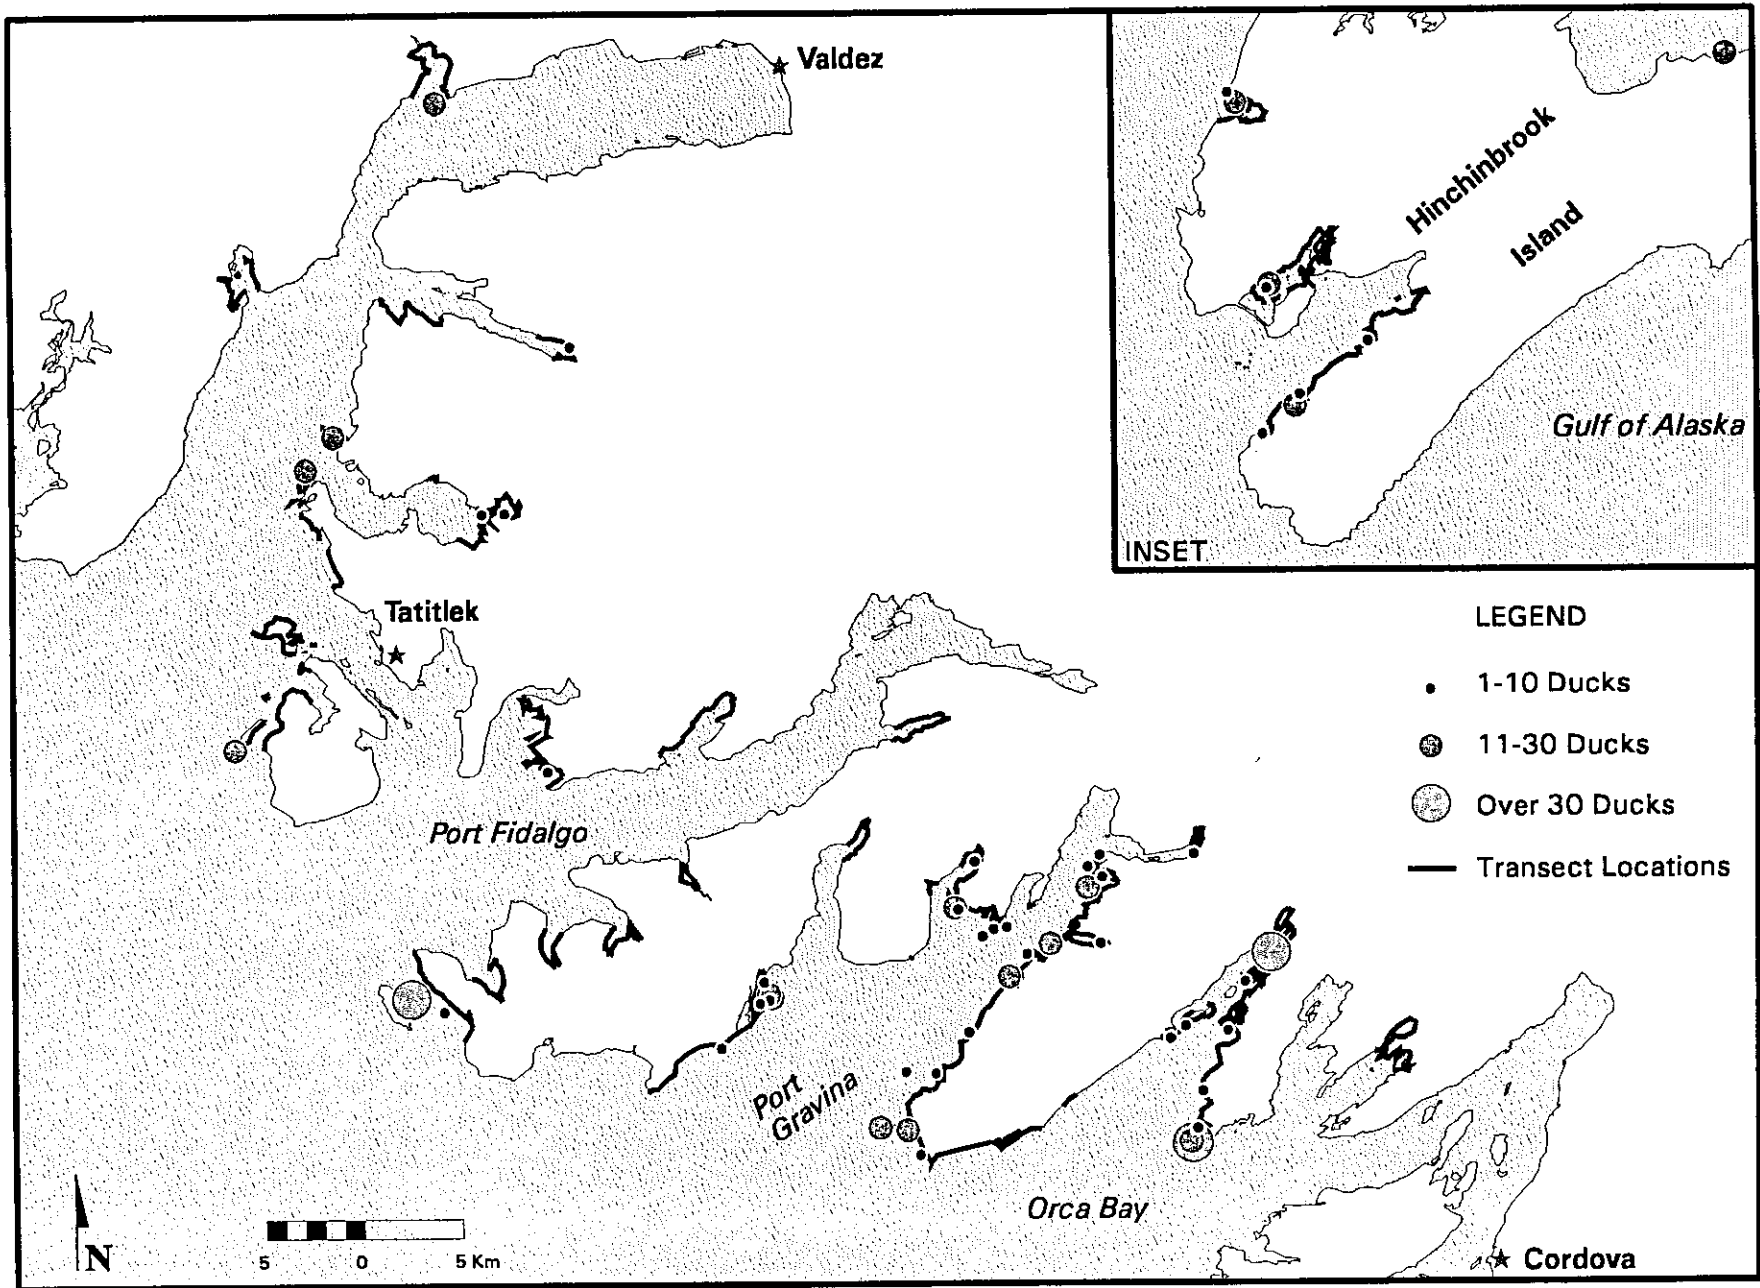 Valdez
Hinchinbrook
Island
Gulf of Alaska
INSET
Tatitlek
LEGEND
1-10 Ducks
11-30 Ducks
Over 30 Ducks
Transect Locations
Port Fidalgo
Port
Gravina
Orca Bay
N
5 0 5 Km
Cordova